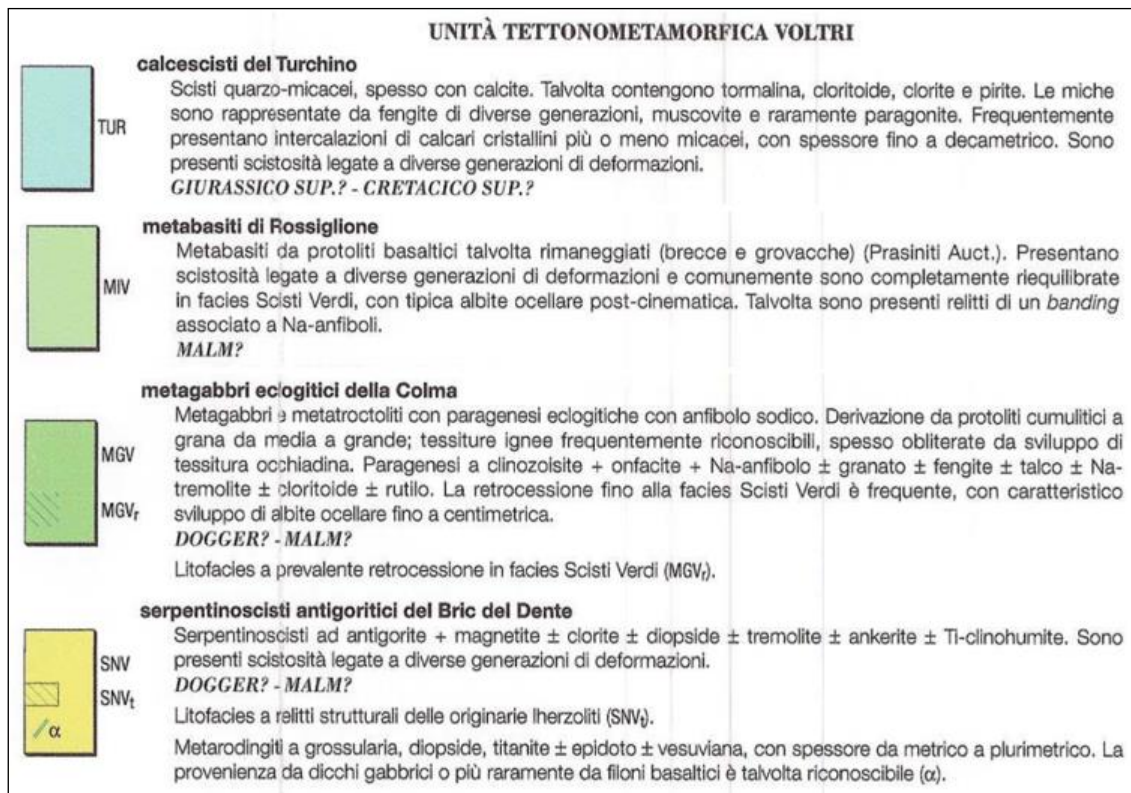 UNITÀ TETTONOMETAMORFICA VOLTRI
calcescisti del Turchino
Scisti quarzo-micacei, spesso con calcite. Talvolta contengono tormalina, cloritoide, clorite e pirite. Le miche
sono rappresentate da fengite di diverse generazioni, muscovite e raramente paragonite. Frequentemente
presentano intercalazioni di calcari cristallini più o meno micacei, con spessore fino a decametrico. Sono
presenti scistosità legate a diverse generazioni di deformazioni.
GIURASSICO SUP.? - CRETACICO SUP.?
TUR
metabasiti di Rossiglione
Metabasiti da protoliti basaltici talvolta rimaneggiati (brecce e grovacche) (Prasiniti Auct.). Presentano
scistosità legate a diverse generazioni di deformazioni e comunemente sono completamente riequilibrate
in facies Scisti Verdi, con tipica albite ocellare post-cinematica. Talvolta sono presenti relitti di un banding
associato a Na-anfiboli.
MALM?
MIV
metagabbri eclogitici della Colma
Metagabbri e metatroctoliti con paragenesi eclogitiche con anfibolo sodico. Derivazione da protoliti cumulitici a
grana da media a grande; tessiture ignee frequentemente riconoscibili, spesso obliterate da sviluppo di
tessitura occhiadina. Paragenesi a clinozoisite + onfacite + Na-anfibolo ± granato ± fengite ± talco ± Na-
tremolite ± cloritoide ± rutilo. La retrocessione fino alla facies Scisti Verdi è frequente, con caratteristico
sviluppo di albite ocellare fino a centimetrica.
DOGGER? - MALM?
Litofacies a prevalente retrocessione in facies Scisti Verdi (MGVr).
MGV
MGVr
serpentinoscisti antigoritici del Bric del Dente
Serpentinoscisti ad antigorite + magnetite ± clorite ± diopside ± tremolite ± ankerite ± Ti-clinohumite. Sono
presenti scistosità legate a diverse generazioni di deformazioni.
DOGGER? - MALM?
Litofacies a relitti strutturali delle originarie lherzoliti (SNVt).
Metarodingiti a grossularia, diopside, titanite ± epidoto ± vesuviana, con spessore da metrico a plurimetrico. La
provenienza da dicchi gabbrici o più raramente da filoni basaltici è talvolta riconoscibile (α).
SNV
SNVt
α